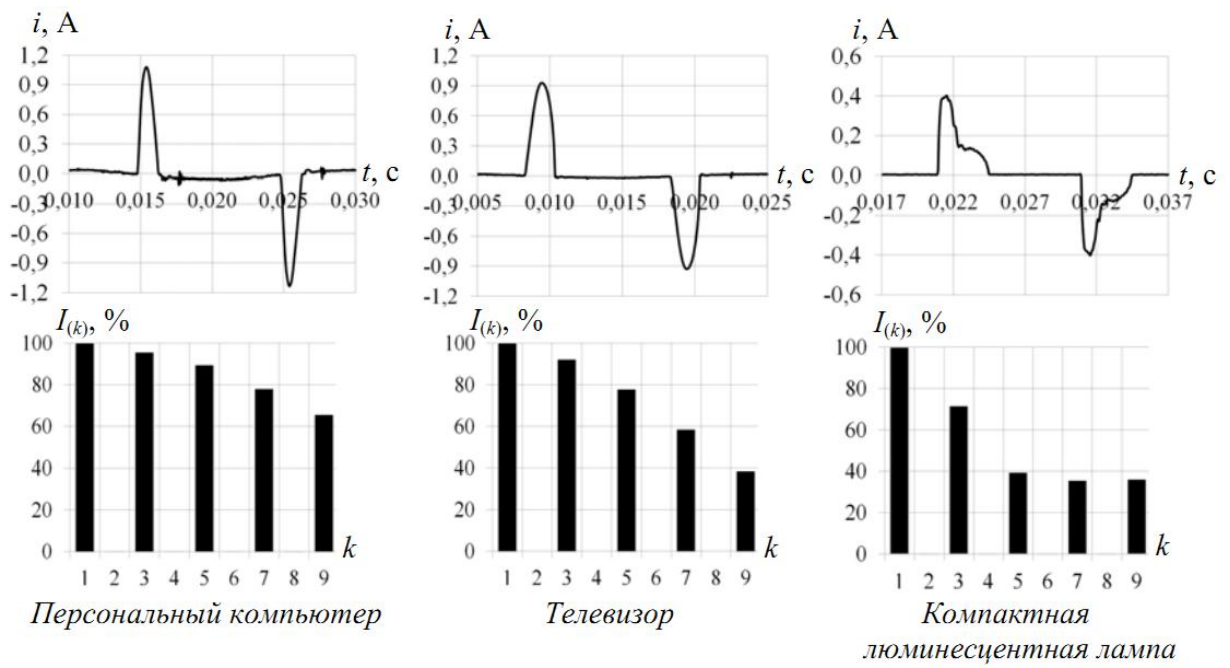 i, А
1,2
0,9
0,6
0,3
0,0
-0,3
-0,6
-0,9
-1,2
0,010 0,015 0,020 0,025 0,030
t, с
i, А
1,2
0,9
0,6
0,3
0,0
-0,3
-0,6
-0,9
-1,2
0,005 0,010 0,015 0,020 0,025
t, с
i, А
0,6
0,4
0,2
0,0
-0,2
-0,4
-0,6
0,017 0,022 0,027 0,032 0,037
t, с
I(k), %
100
80
60
40
20
0
1 2 3 4 5 6 7 8 9
k
Персональный компьютер
I(k), %
100
80
60
40
20
0
1 2 3 4 5 6 7 8 9
k
Телевизор
I(k), %
100
80
60
40
20
0
1 2 3 4 5 6 7 8 9
k
Компактная
люминесцентная лампа